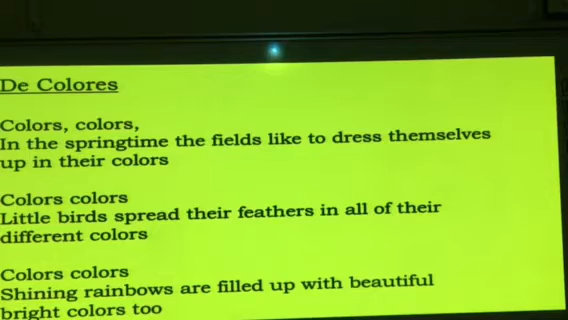 De Colores
Colors, colors,
In the springtime the fields like to dress themselves
up in their colors
Colors colors
Little birds spread their feathers in all of their
different colors
Colors colors
Shining rainbows are filled up with beautiful
bright colors too